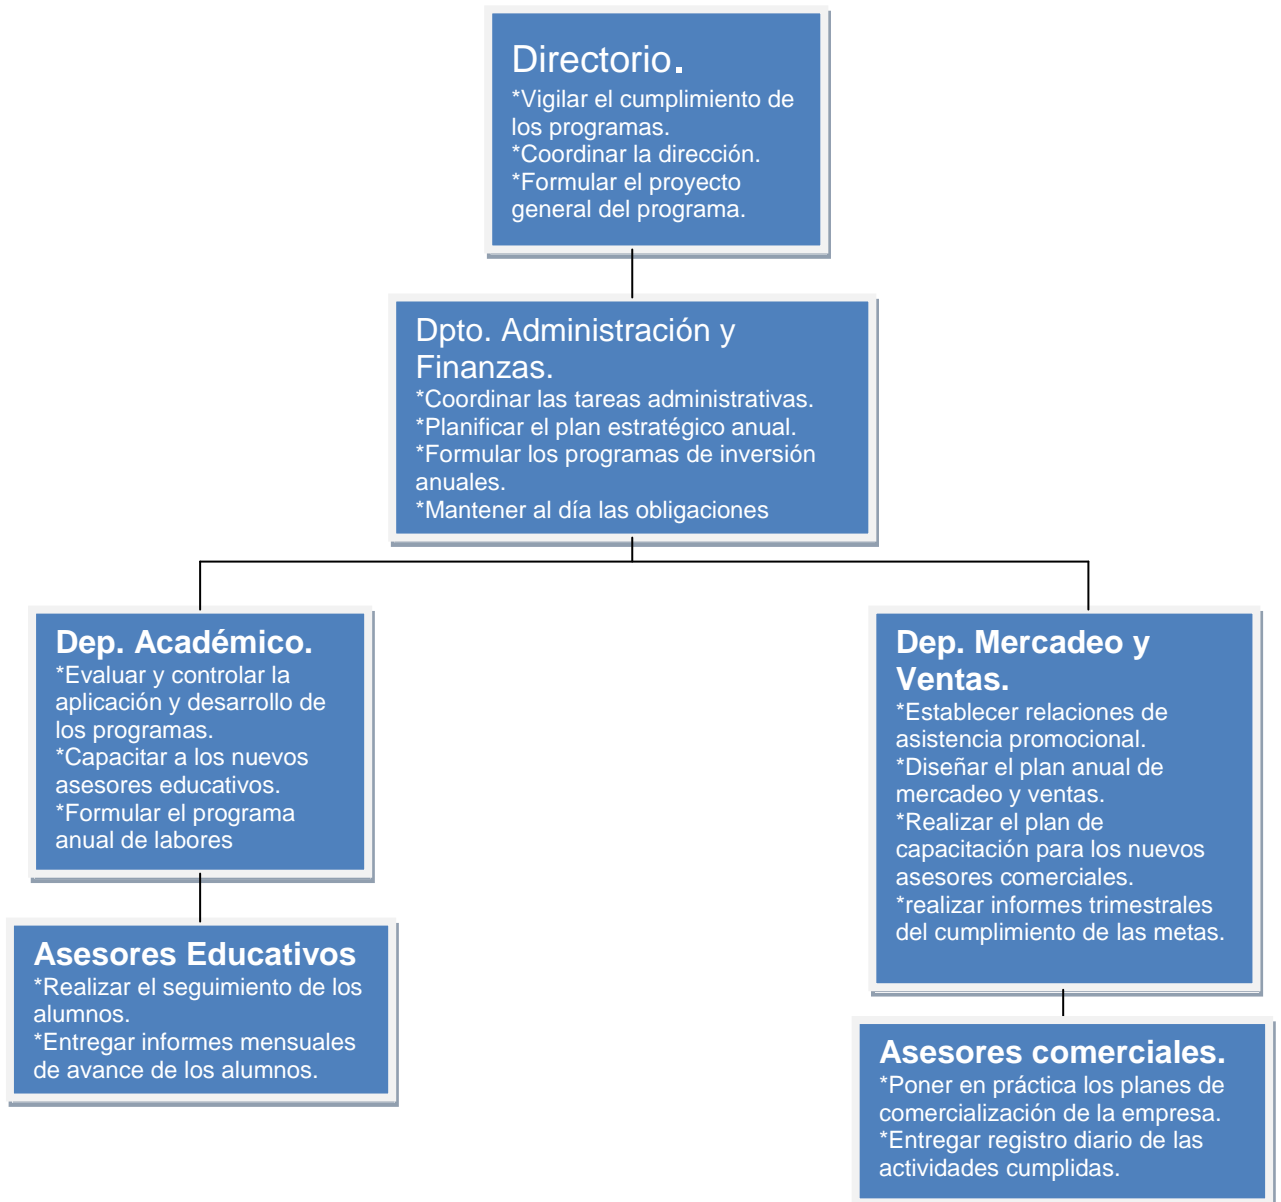 Directorio.
*Vigilar el cumplimiento de
los programas.
*Coordinar la dirección.
*Formular el proyecto
general del programa.
Dpto. Administración y
Finanzas.
*Coordinar las tareas administrativas.
*Planificar el plan estratégico anual.
*Formular los programas de inversión
anuales.
*Mantener al día las obligaciones
Dep. Académico.
*Evaluar y controlar la
aplicación y desarrollo de
los programas.
*Capacitar a los nuevos
asesores educativos.
*Formular el programa
anual de labores
Dep. Mercadeo y
Ventas.
*Establecer relaciones de
asistencia promocional.
*Diseñar el plan anual de
mercadeo y ventas.
*Realizar el plan de
capacitación para los nuevos
asesores comerciales.
*realizar informes trimestrales
del cumplimiento de las metas.
Asesores Educativos
*Realizar el seguimiento de los
alumnos.
*Entregar informes mensuales
de avance de los alumnos.
Asesores comerciales.
*Poner en práctica los planes de
comercialización de la empresa.
*Entregar registro diario de las
actividades cumplidas.